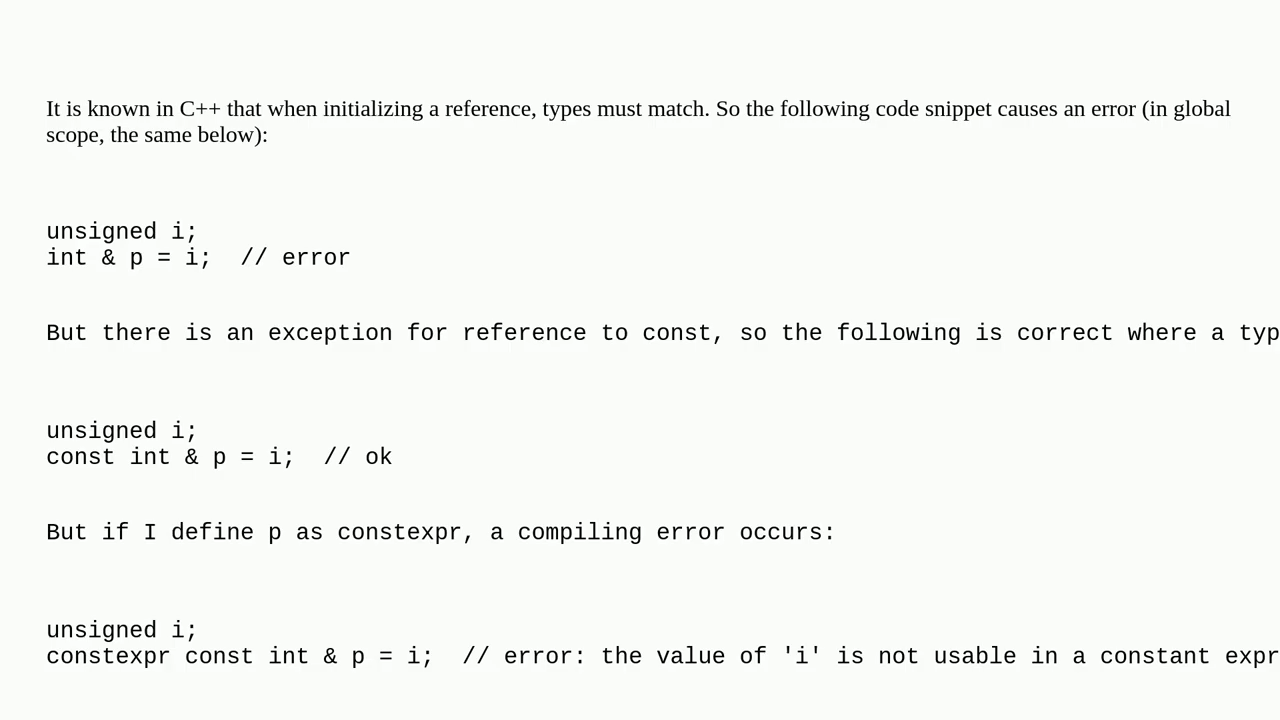 It is known in C++ that when initializing a reference, types must match. So the following code snippet causes an error (in global
scope, the same below):
unsigned i;
int & p = i;  // error
But there is an exception for reference to const, so the following is correct where a typ
unsigned i;
const int & p = i;  // ok
But if I define p as constexpr, a compiling error occurs:
unsigned i;
constexpr const int & p = i;  // error: the value of 'i' is not usable in a constant expr